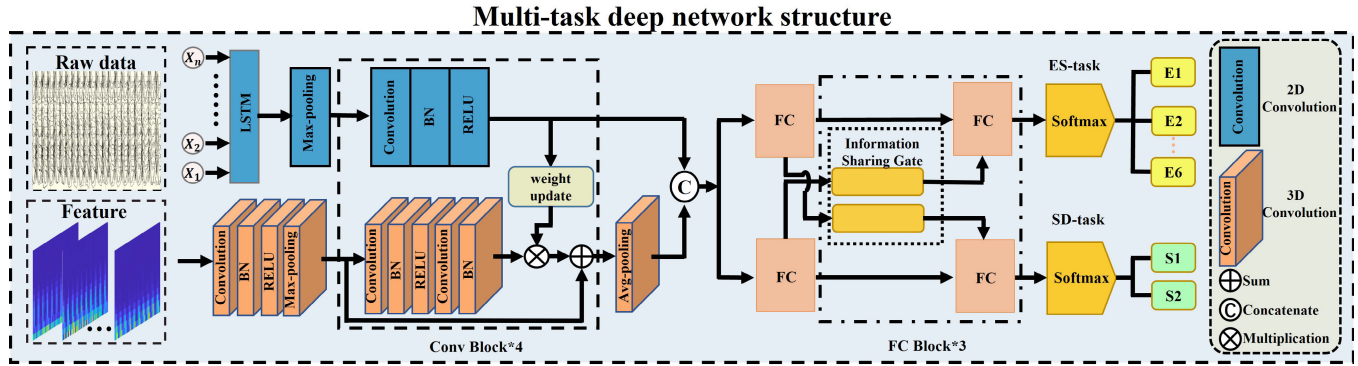 Multi-task deep network structure
Raw data
Feature
Xn
X2
X1
LSTM
Max-pooling
Convolution
BN
RELU
weight
update
Convolution
BN
RELU
Max-pooling
Convolution
BN
RELU
Convolution
BN
Avg-pooling
Conv Block*4
C
FC
FC
Information
Sharing Gate
FC
FC
FC Block*3
ES-task
Softmax
E1
E2
E6
SD-task
Softmax
S1
S2
Convolution
2D
Convolution
Convolution
3D
Convolution
Sum
C
Concatenate
Multiplication